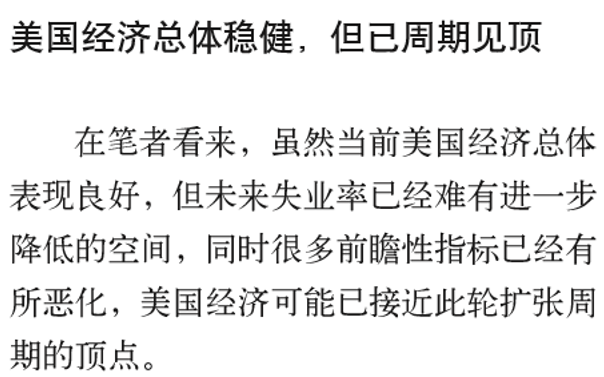 美国经济总体稳健，但已周期见顶
在笔者看来，虽然当前美国经济总体
表现良好，但未来失业率已经难有进一步
降低的空间，同时很多前瞻性指标已经有
所恶化，美国经济可能已接近此轮扩张周
期的顶点。